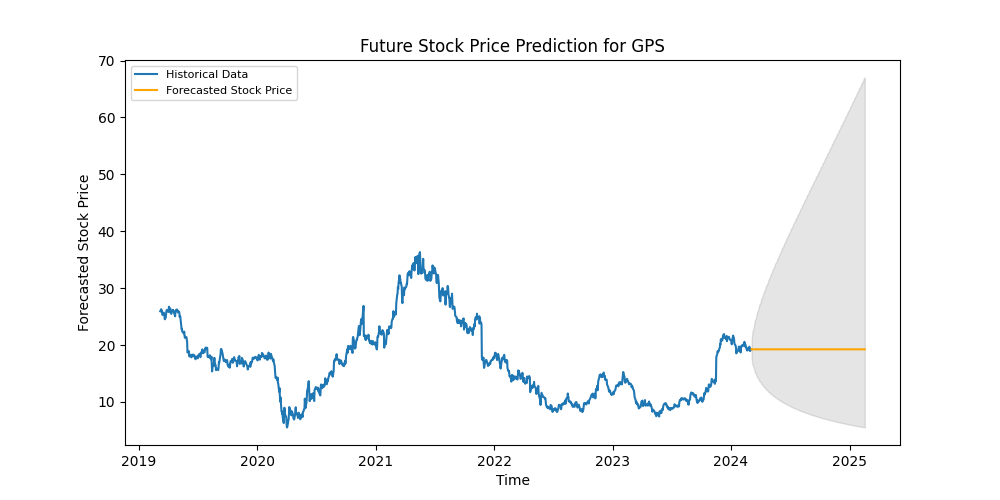 Future Stock Price Prediction for GPS
Historical Data
Forecasted Stock Price
Forecasted Stock Price
70
60
50
40
30
20
10
2019 2020 2021 2022 2023 2024 2025
Time